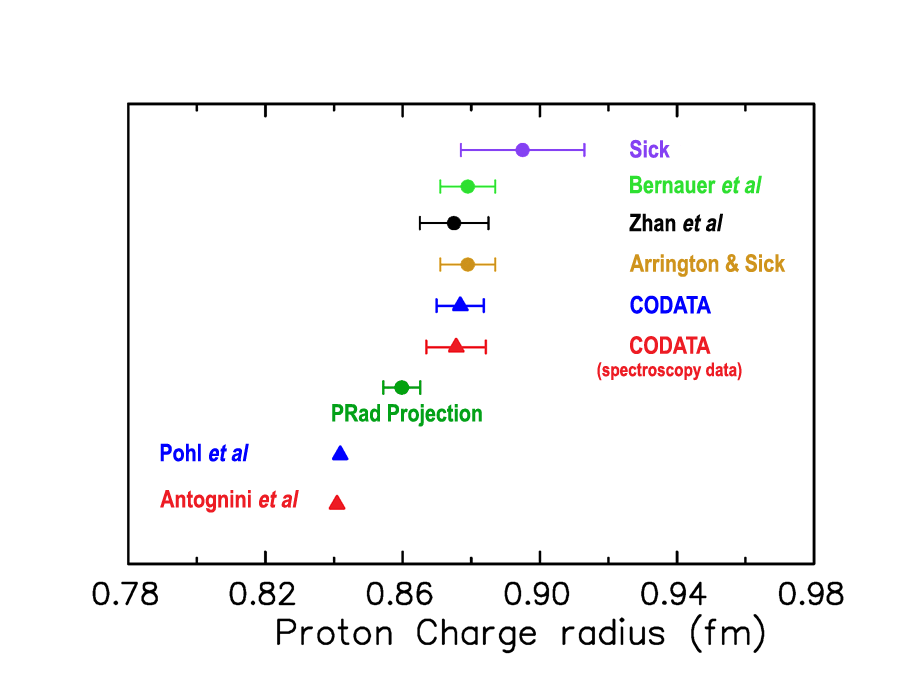 Sick
Bernauer et al
Zhan et al
Arrington & Sick
CODATA
CODATA
(spectroscopy data)
PRad Projection
Pohl et al
Antognini et al
0.78 0.82 0.86 0.90 0.94 0.98
Proton Charge radius (fm)